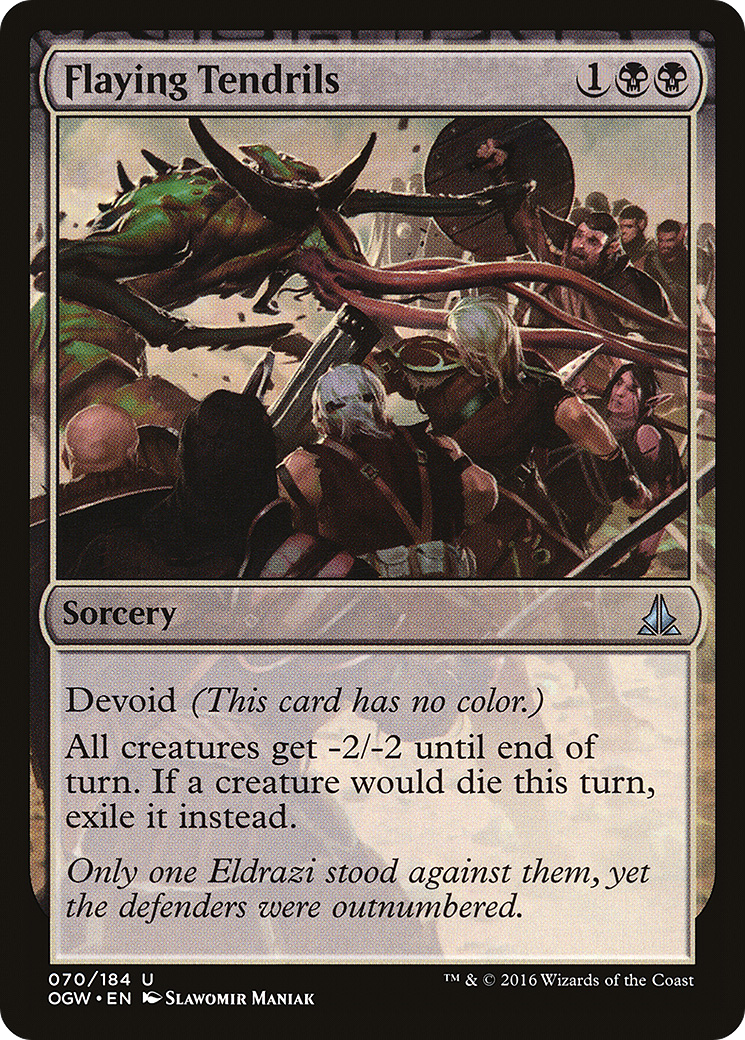 Flaying Tendrils 1
Sorcery
Devoid (This card has no color.)
All creatures get -2/-2 until end of
turn. If a creature would die this turn,
exile it instead.
Only one Eldrazi stood against them, yet
the defenders were outnumbered.
070/184 U
OGW • EN Slawomir Maniak
™ & © 2016 Wizards of the Coast